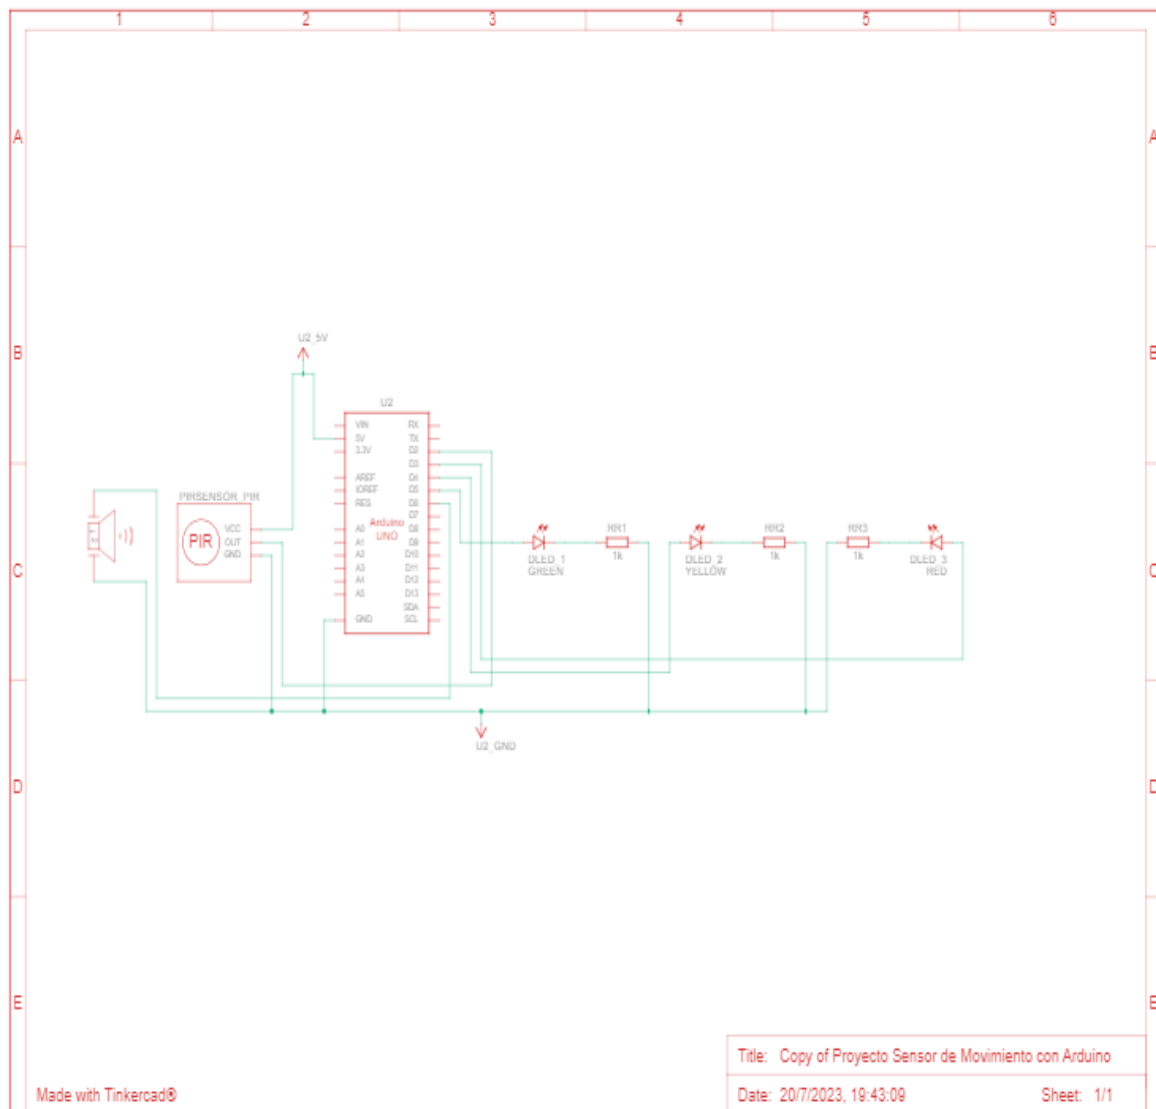 1 2 3 4 5 6
A A
B B
C C
D D
E E
U2_5V
U2
VIN RX
5V TX
3.3V D2
D3
AREF D4
IOREF D5
RES D6
D7
A0 D8
A1 D9
A2 D10
A3 D11
A4 D12
A5 D13
SDA
GND SCL
Arduino
UNO
PIRSENSOR_PIR
PIR
VCC
OUT
GND
DLED_1
GREEN
RR1
1k
DLED_2
YELLOW
RR2
1k
RR3
1k
DLED_3
RED
U2_GND
Title: Copy of Proyecto Sensor de Movimiento con Arduino
Made with Tinkercad®
Date: 20/7/2023, 19:43:09 Sheet: 1/1